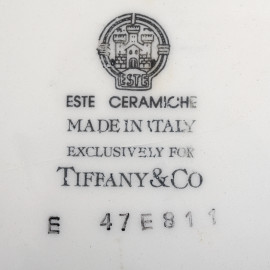 ESTE
ESTE CERAMICHE
MADE IN ITALY
EXCLUSIVELY FOR
TIFFANY&CO
E 47E811